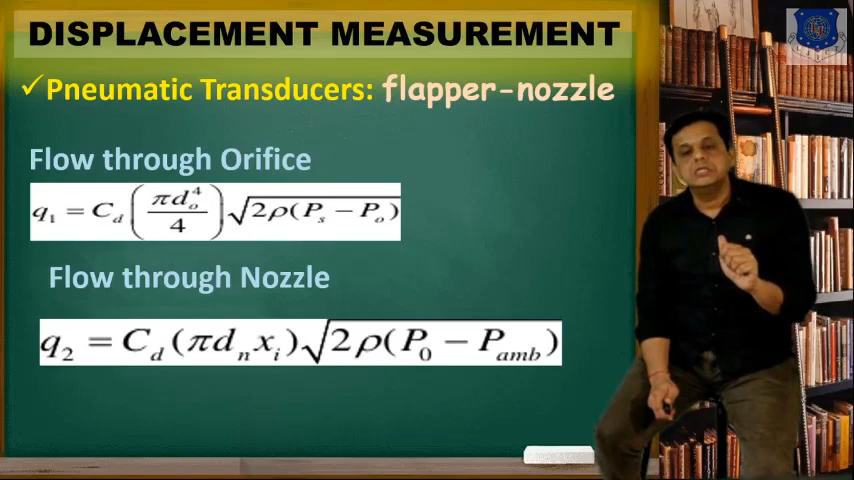 DISPLACEMENT MEASUREMENT
✓Pneumatic Transducers: flapper-nozzle
Flow through Orifice
q₁ = C_d (πd_o⁴/4) √2ρ(P_s − P_o)
Flow through Nozzle
q₂ = C_d (πd_n x_i) √2ρ(P_0 − P_amb)